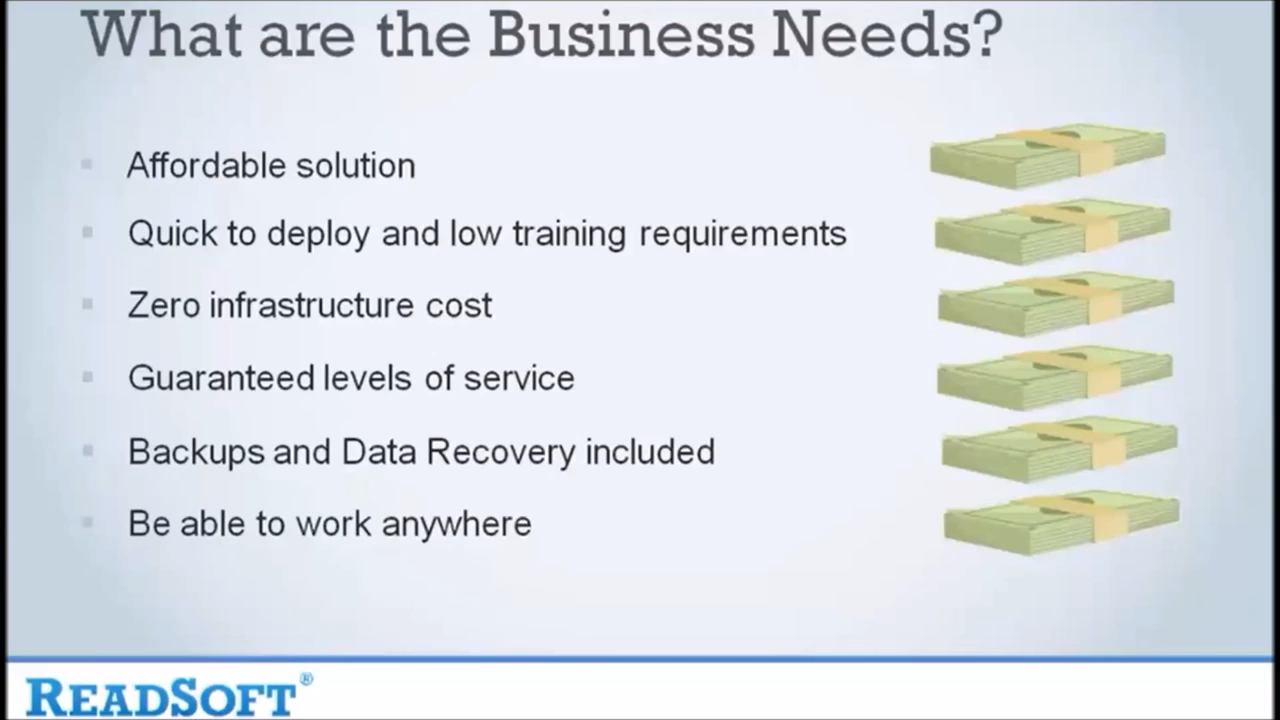 What are the Business Needs?
Affordable solution
Quick to deploy and low training requirements
Zero infrastructure cost
Guaranteed levels of service
Backups and Data Recovery included
Be able to work anywhere
READSOFT®